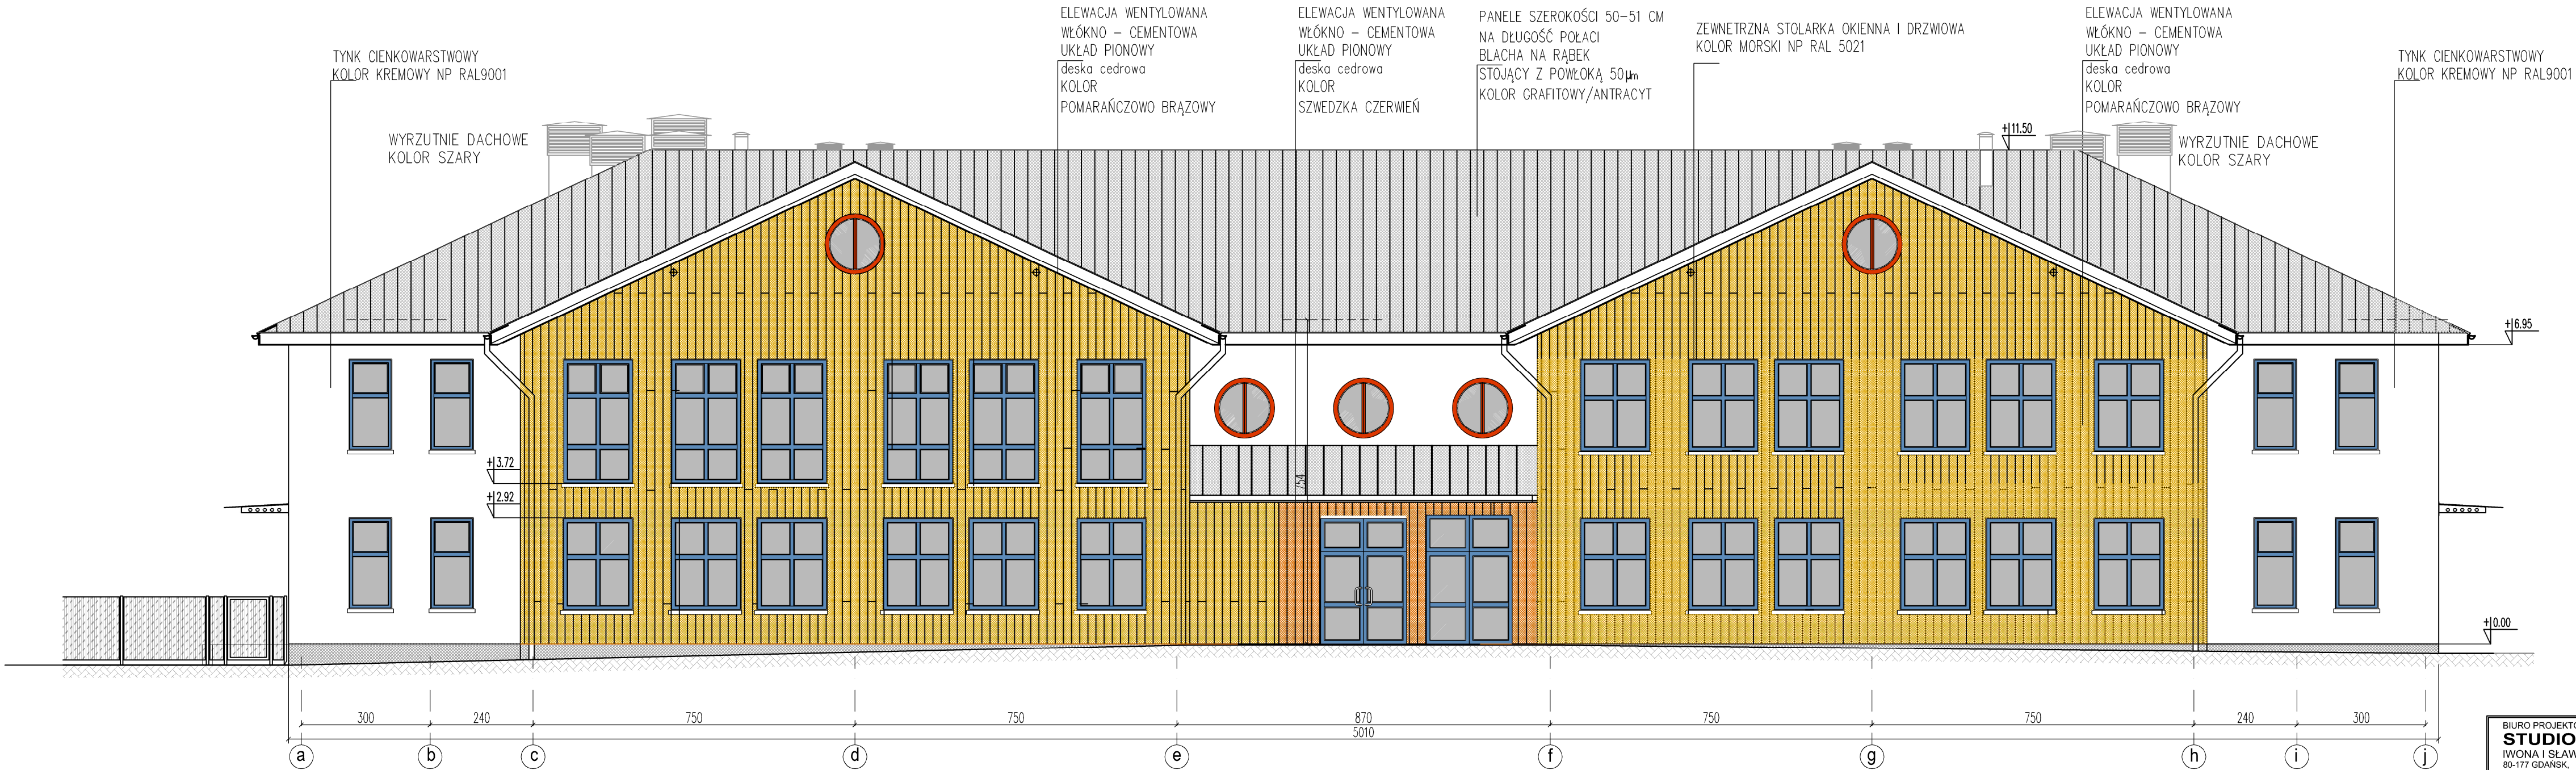 TYNK CIENKOWARSTWOWY
KOLOR KREMOWY NP RAL9001
WYRZUTNIE DACHOWE
KOLOR SZARY
ELEWACJA WENTYLOWANA
WŁÓKNO - CEMENTOWA
UKŁAD PIONOWY
deska cedrowa
KOLOR
POMARAŃCZOWO BRĄZOWY
ELEWACJA WENTYLOWANA
WŁÓKNO - CEMENTOWA
UKŁAD PIONOWY
deska cedrowa
KOLOR
SZWEDZKA CZERWIEŃ
PANELE SZEROKOŚCI 50-51 CM
NA DŁUGOŚĆ POŁACI
BLACHA NA RĄBEK
STOJĄCY Z POWŁOKĄ 50µm
KOLOR GRAFITOWY/ANTRACYT
ZEWNETRZNA STOLARKA OKIENNA I DRZWIOWA
KOLOR MORSKI NP RAL 5021
ELEWACJA WENTYLOWANA
WŁÓKNO - CEMENTOWA
UKŁAD PIONOWY
deska cedrowa
KOLOR
POMARAŃCZOWO BRĄZOWY
TYNK CIENKOWARSTWOWY
KOLOR KREMOWY NP RAL9001
+11.50
WYRZUTNIE DACHOWE
KOLOR SZARY
+6.95
+3.72
+2.92
754
+0.00
300 240 750 750 870 750 750 240 300
5010
a b c d e f g h i j
BIURO PROJEKTO
STUDIO
IWONA I SŁAW
80-177 GDAŃSK,